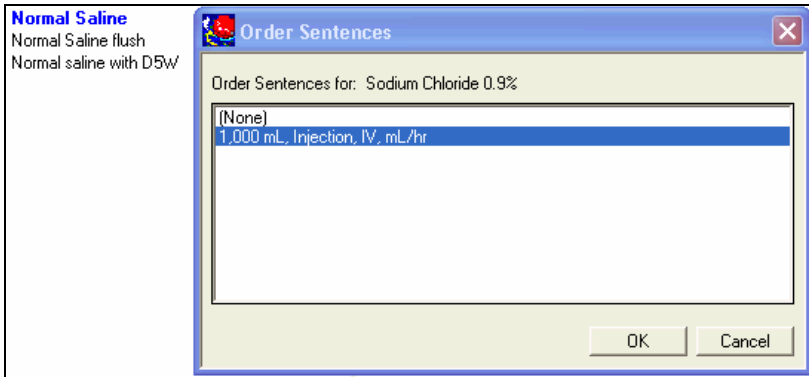 Normal Saline
Normal Saline flush
Normal saline with D5W
Order Sentences
Order Sentences for: Sodium Chloride 0.9%
(None)
1,000 mL, Injection, IV, mL/hr
OK
Cancel